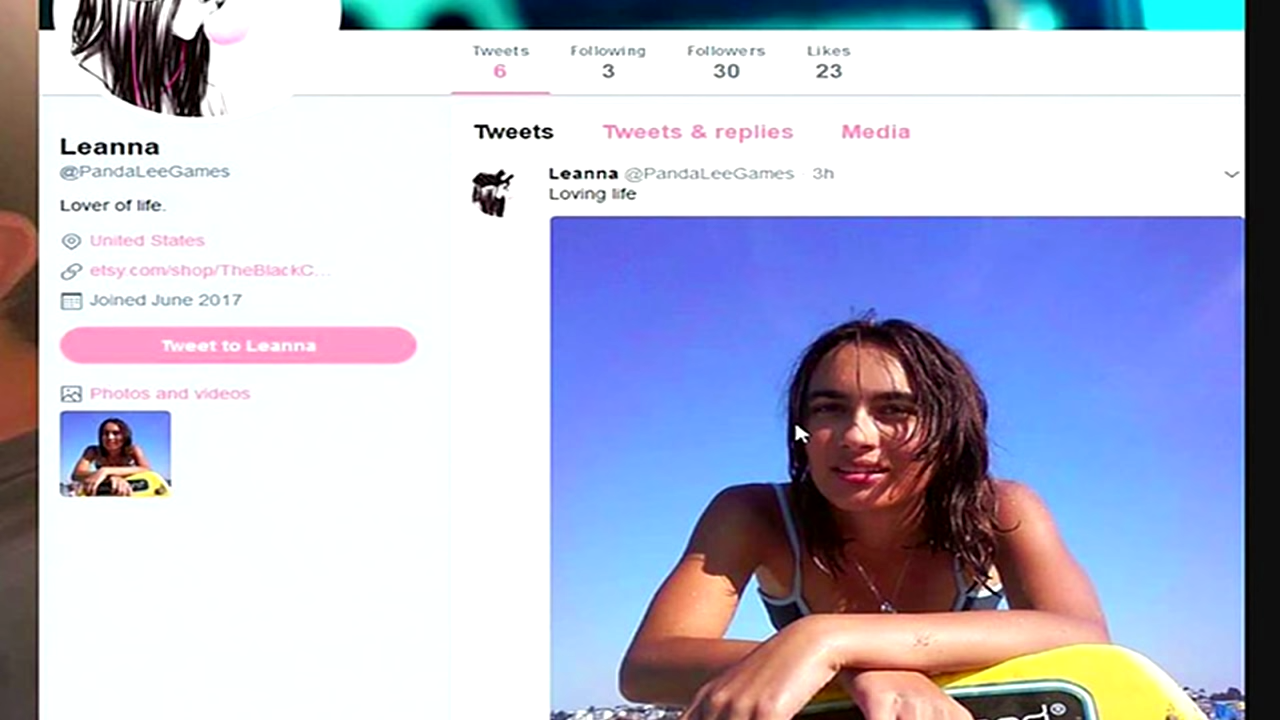 Tweets Following Followers Likes
6 3 30 23
Tweets Tweets & replies Media
Leanna
@PandaLeeGames
Lover of life.
United States
etsy.com/shop/TheBlackC...
Joined June 2017
Tweet to Leanna
Photos and videos
Leanna @PandaLeeGames · 3h
Loving life